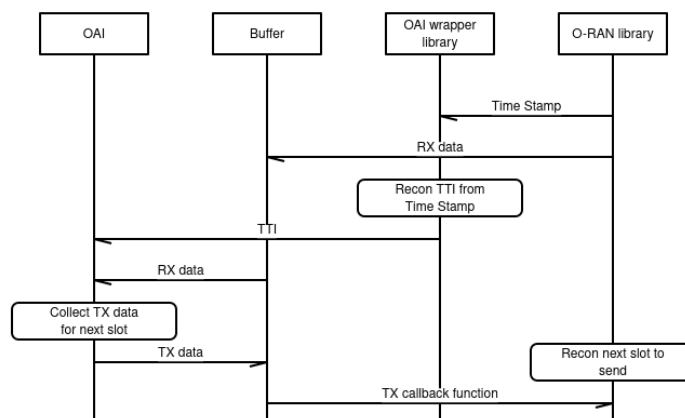 OAI
Buffer
OAI wrapper
library
O-RAN library
Time Stamp
RX data
Recon TTI from
Time Stamp
TTI
RX data
Collect TX data
for next slot
TX data
Recon next slot to
send
TX callback function